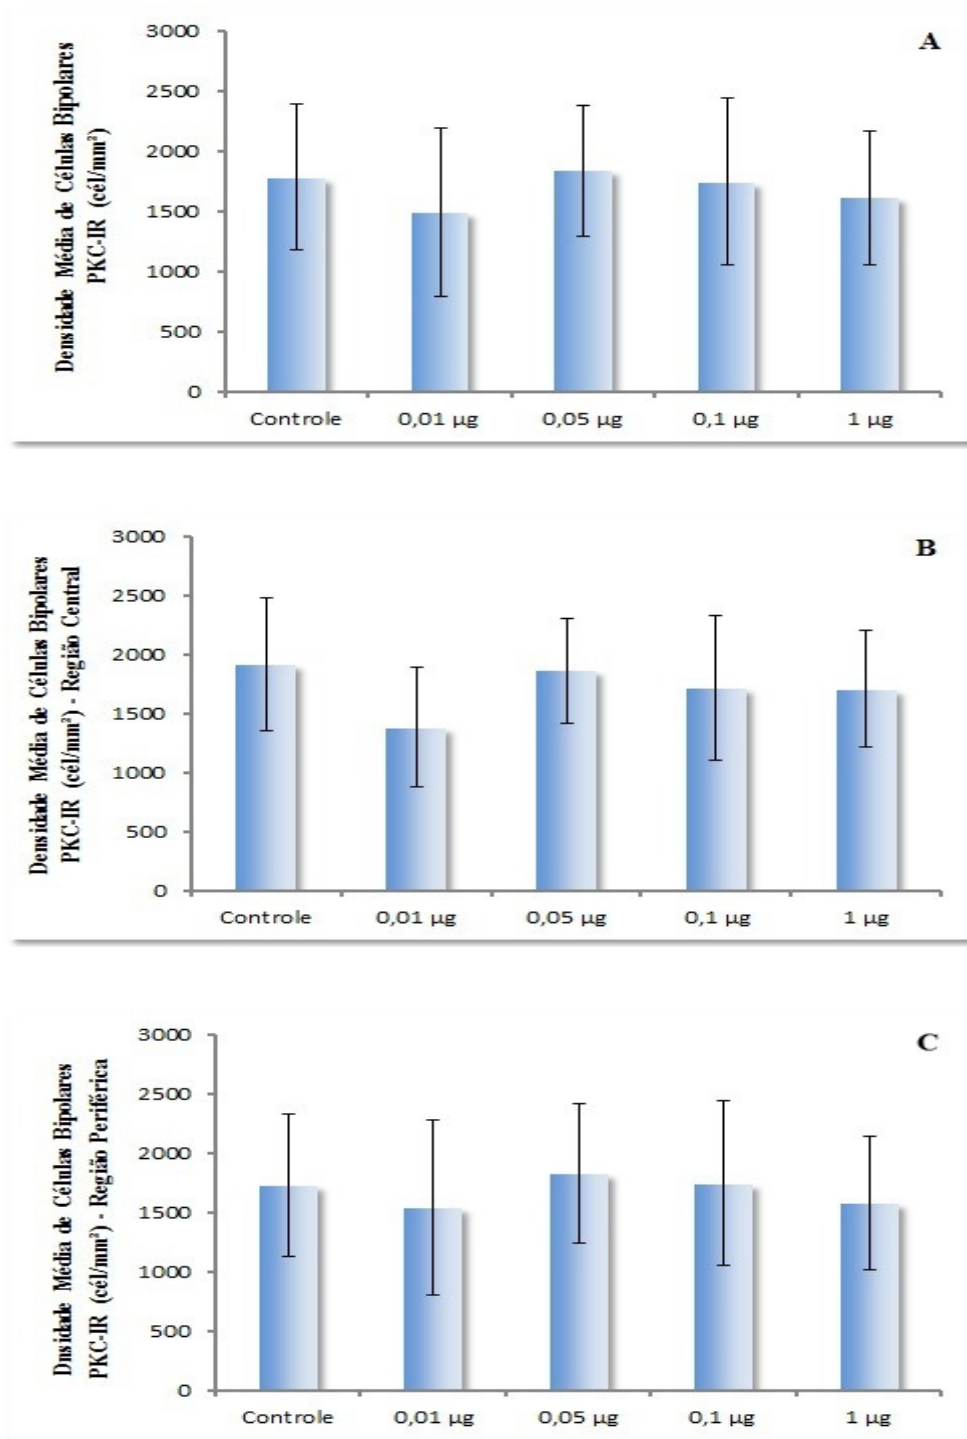 A
Densidade Média de Células Bipolares
PKC-IR (cél/mm²)
3000
2500
2000
1500
1000
500
0
Controle 0,01 µg 0,05 µg 0,1 µg 1 µg
B
Densidade Média de Células Bipolares
PKC-IR (cél/mm²) - Região Central
3000
2500
2000
1500
1000
500
0
Controle 0,01 µg 0,05 µg 0,1 µg 1 µg
C
Dnsidade Média de Células Bipolares
PKC-IR (cél/mm²) - Região Periférica
3000
2500
2000
1500
1000
500
0
Controle 0,01 µg 0,05 µg 0,1 µg 1 µg